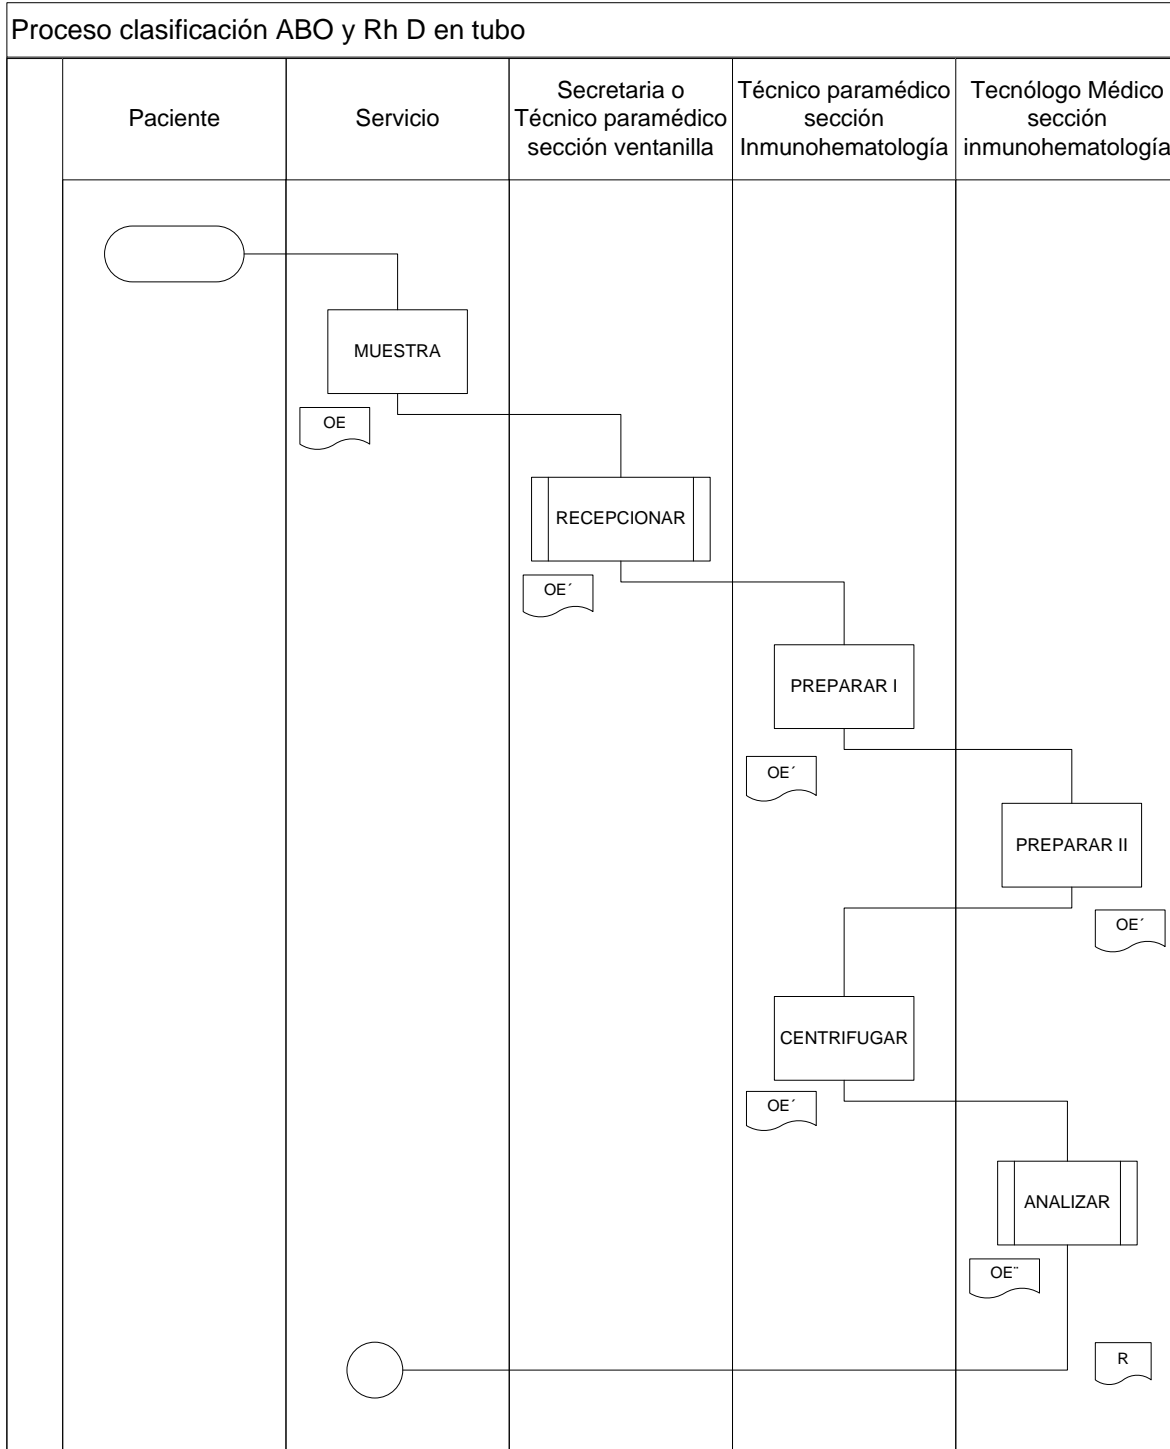 Proceso clasificación ABO y Rh D en tubo
Paciente
Servicio
Secretaria o
Técnico paramédico
sección ventanilla
Técnico paramédico
sección
Inmunohematología
Tecnólogo Médico
sección
inmunohematología
MUESTRA
OE
RECEPCIONAR
OE´
PREPARAR I
OE´
PREPARAR II
OE´
CENTRIFUGAR
OE´
ANALIZAR
OE¨
R